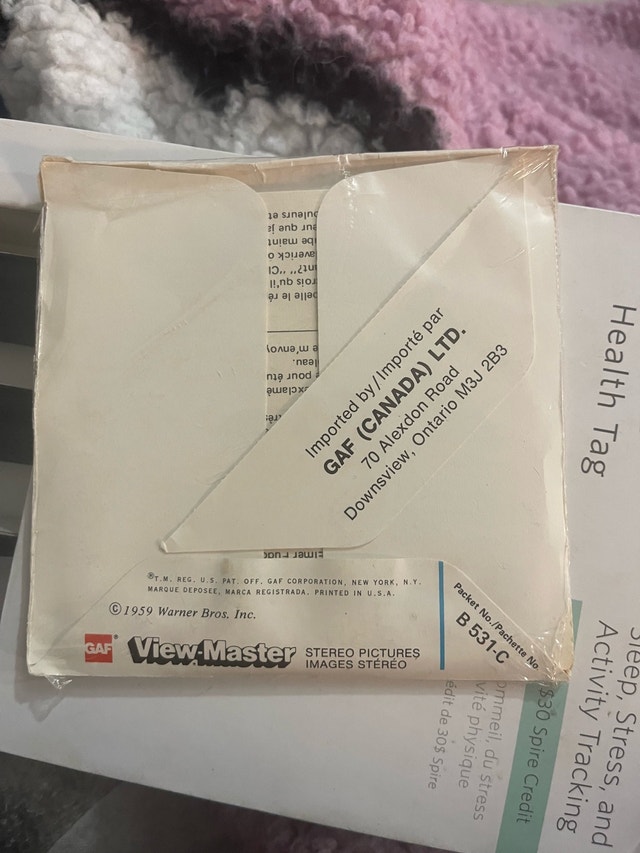 Imported by/Importé par
GAF (CANADA) LTD.
70 Alexdon Road
Downsview, Ontario M3J 2B3
®T.M. REG. U.S. PAT. OFF. GAF CORPORATION, NEW YORK, N.Y.
MARQUE DEPOSEE, MARCA REGISTRADA. PRINTED IN U.S.A.
©1959 Warner Bros. Inc.
GAF® View-Master
STEREO PICTURES
IMAGES STÉRÉO
Packet No./Pachette No
B 531-C
Health Tag
Sleep, Stress, and
Activity Tracking
$30 Spire Credit
ommeil, du stress
vité physique
édit de 30$ Spire